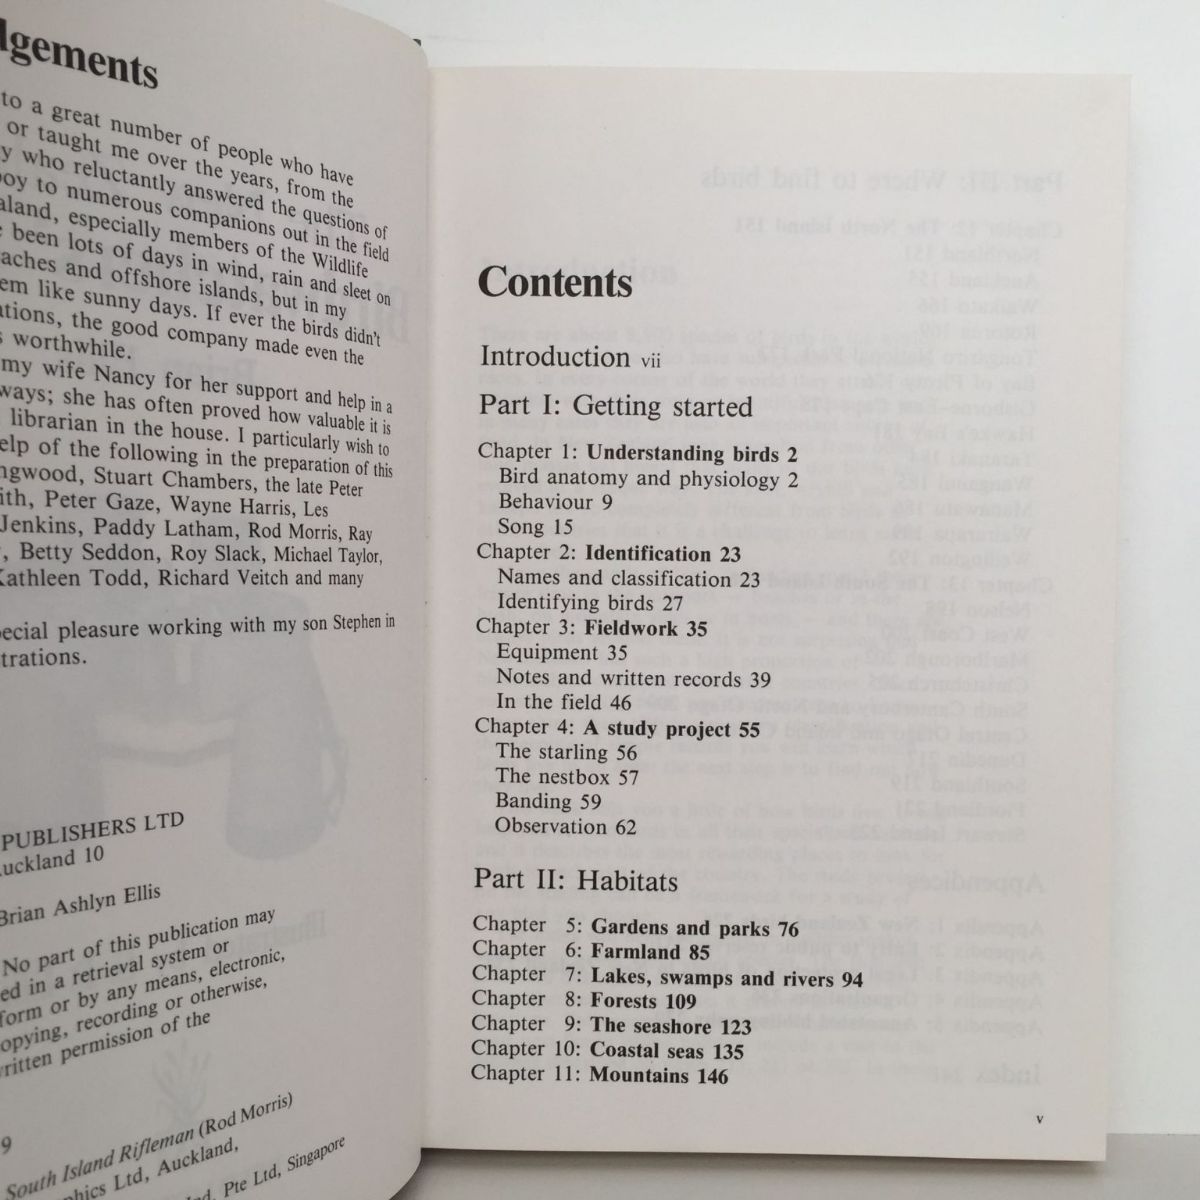 lgements
to a great number of people who have
or taught me over the years, from the
y who reluctantly answered the questions of
oy to numerous companions out in the field
aland, especially members of the Wildlife
e been lots of days in wind, rain and sleet on
aches and offshore islands, but in my
em like sunny days. If ever the birds didn't
ations, the good company made even the
s worthwhile.
my wife Nancy for her support and help in a
ways; she has often proved how valuable it is
librarian in the house. I particularly wish to
elp of the following in the preparation of this
ngwood, Stuart Chambers, the late Peter
ith, Peter Gaze, Wayne Harris, Les
Jenkins, Paddy Latham, Rod Morris, Ray
, Betty Seddon, Roy Slack, Michael Taylor,
Kathleen Todd, Richard Veitch and many
ecial pleasure working with my son Stephen in
trations.
PUBLISHERS LTD
uckland 10
Brian Ashlyn Ellis
No part of this publication may
ed in a retrieval system or
form or by any means, electronic,
opying, recording or otherwise,
written permission of the
9
South Island Rifleman (Rod Morris)
phics Ltd, Auckland,
Ind. Pte Ltd, Singapore
Contents
Introduction vii
Part I: Getting started
Chapter 1: Understanding birds 2
Bird anatomy and physiology 2
Behaviour 9
Song 15
Chapter 2: Identification 23
Names and classification 23
Identifying birds 27
Chapter 3: Fieldwork 35
Equipment 35
Notes and written records 39
In the field 46
Chapter 4: A study project 55
The starling 56
The nestbox 57
Banding 59
Observation 62
Part II: Habitats
Chapter 5: Gardens and parks 76
Chapter 6: Farmland 85
Chapter 7: Lakes, swamps and rivers 94
Chapter 8: Forests 109
Chapter 9: The seashore 123
Chapter 10: Coastal seas 135
Chapter 11: Mountains 146
v